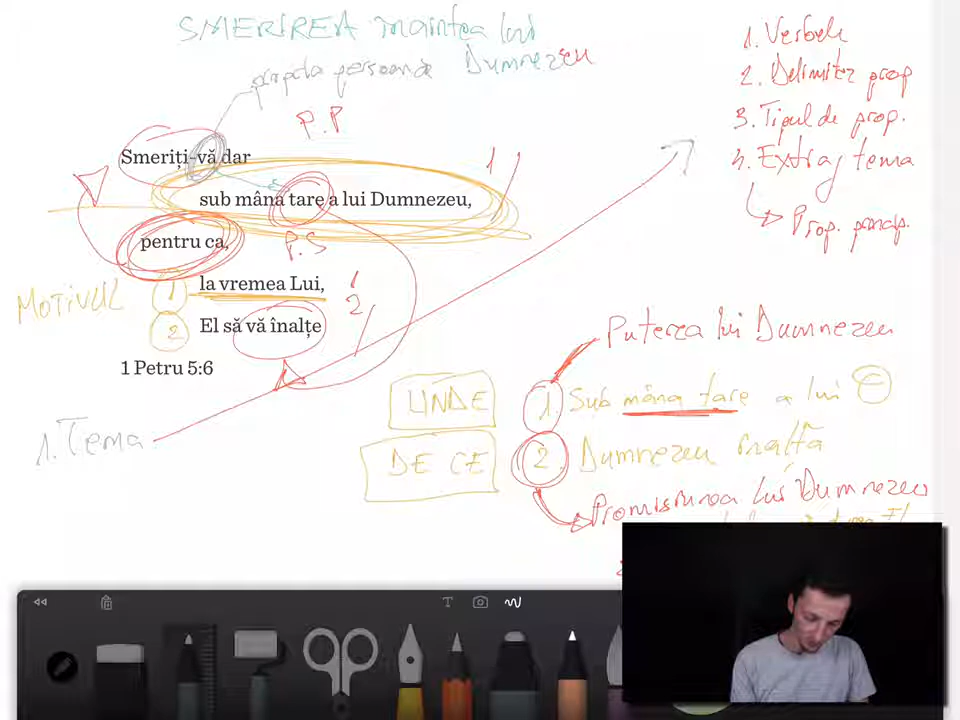 SMERIREA înaintea lui
Dumnezeu
propria persoană
P.P
Smeriți-vă dar
sub mâna tare a lui Dumnezeu,
1
pentru ca,
P.S
MOTIVUL
1 la vremea Lui,
1
2
2 El să vă înalțe
1 Petru 5:6
1. Tema
1. Verbele
2. Delimitez prop
3. Tipul de prop.
4. Extrag tema
Prop. princip.
Puterea lui Dumnezeu
UNDE
1. Sub mâna tare a lui
DE CE
2. Dumnezeu înalță
Promisiunea lui Dumnezeu
T